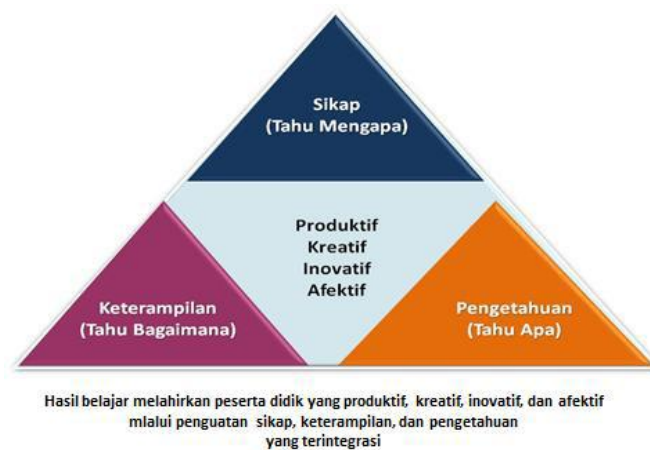 Sikap
(Tahu Mengapa)
Produktif
Kreatif
Inovatif
Afektif
Keterampilan
(Tahu Bagaimana)
Pengetahuan
(Tahu Apa)
Hasil belajar melahirkan peserta didik yang produktif, kreatif, inovatif, dan afektif
mlalui penguatan sikap, keterampilan, dan pengetahuan
yang terintegrasi